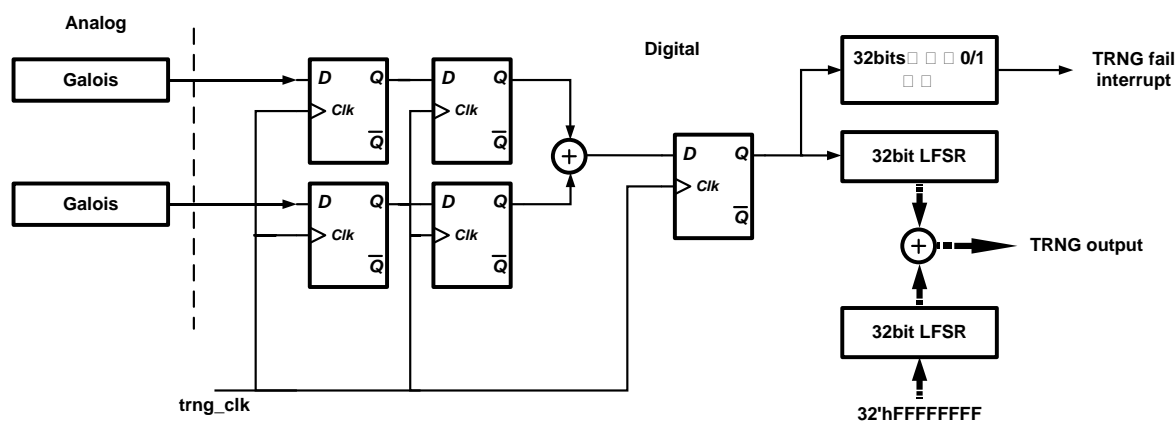 Analog
Digital
Galois
D Q
Clk
Q
D Q
Clk
Q
32bits 0/1
TRNG fail
interrupt
D Q
Clk
Q
32bit LFSR
Galois
D Q
Clk
Q
D Q
Clk
Q
TRNG output
32bit LFSR
trng_clk
32'hFFFFFFFF